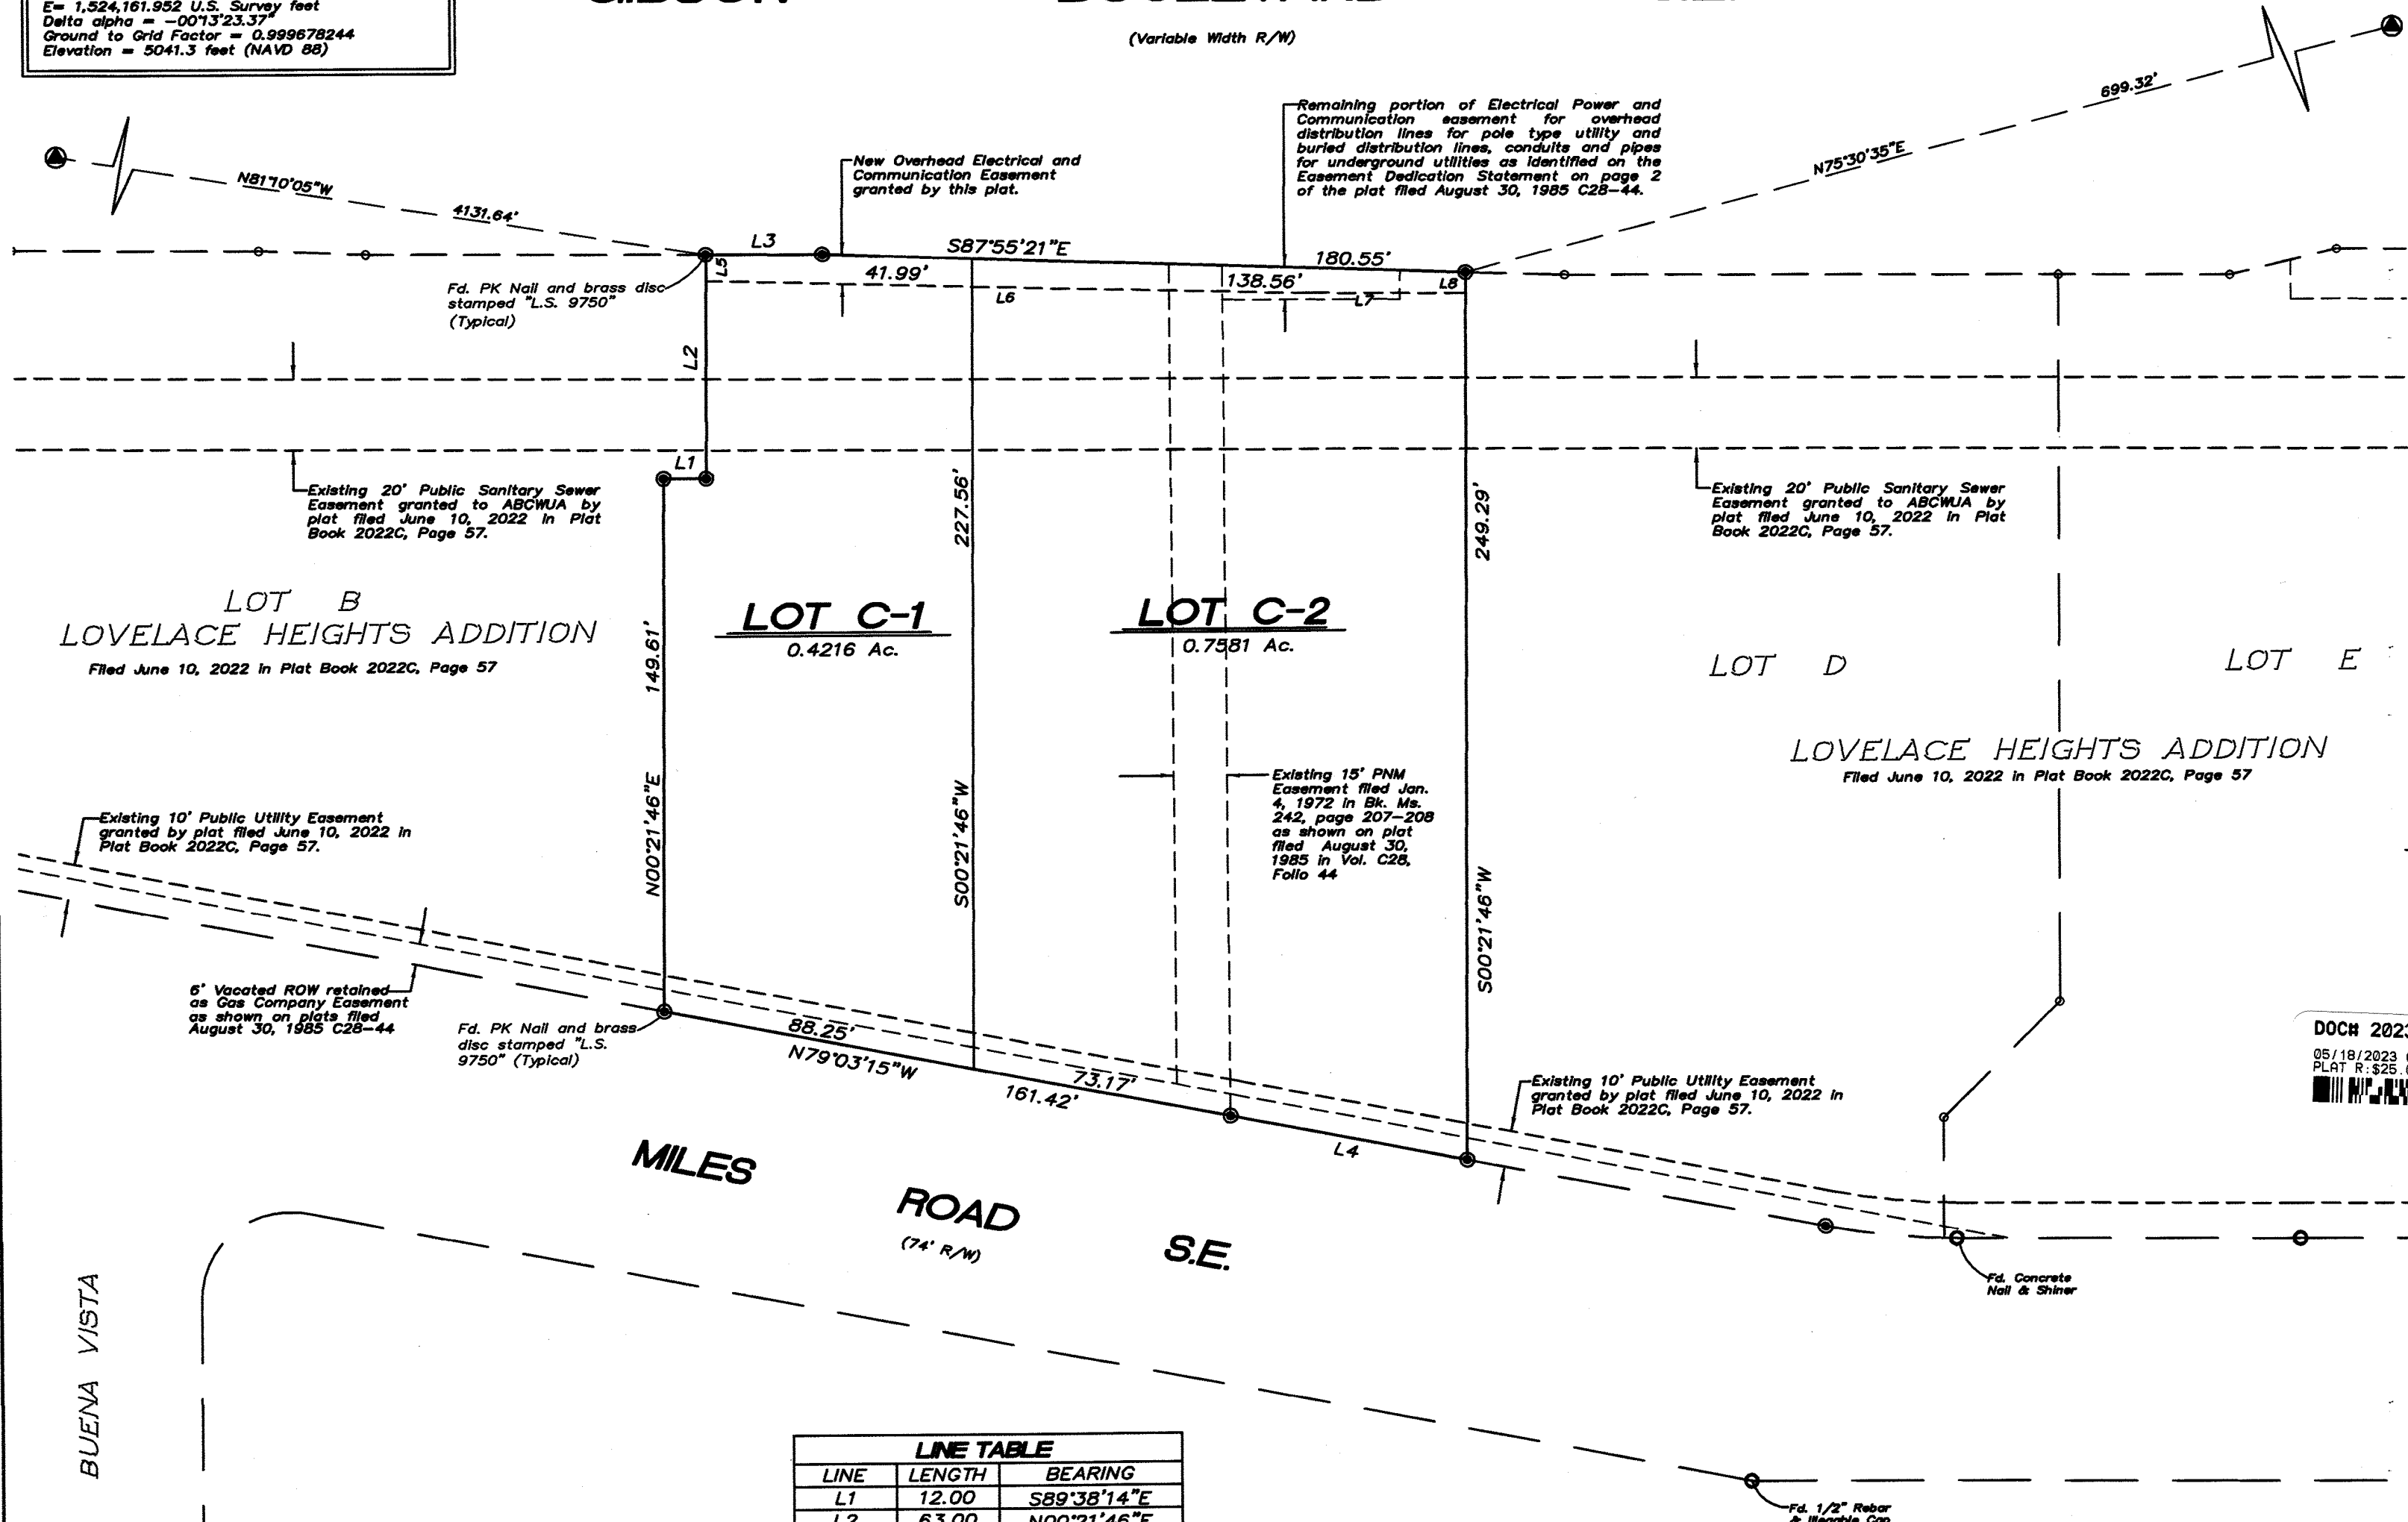 E= 1,524,161.952 U.S. Survey feet
Delta alpha = -00°13'23.37"
Ground to Grid Factor = 0.999678244
Elevation = 5041.3 feet (NAVD 88)
(Variable Width R/W)
699.32'
N75°30'35"E
Remaining portion of Electrical Power and
Communication easement for overhead
distribution lines for pole type utility and
buried distribution lines, conduits and pipes
for underground utilities as identified on the
Easement Dedication Statement on page 2
of the plat filed August 30, 1985 C28-44.
New Overhead Electrical and
Communication Easement
granted by this plat.
N81°10'05"W
4131.64'
L3
S87°55'21"E
180.55'
L5
41.99'
L6
138.56'
L7
L8
Fd. PK Nail and brass disc
stamped "L.S. 9750"
(Typical)
L2
L1
Existing 20' Public Sanitary Sewer
Easement granted to ABCWUA by
plat filed June 10, 2022 in Plat
Book 2022C, Page 57.
227.56'
249.29'
Existing 20' Public Sanitary Sewer
Easement granted to ABCWUA by
plat filed June 10, 2022 in Plat
Book 2022C, Page 57.
LOT B
LOVELACE HEIGHTS ADDITION
Filed June 10, 2022 in Plat Book 2022C, Page 57
149.61'
LOT C-1
0.4216 Ac.
LOT C-2
0.7581 Ac.
LOT D
LOT E
LOVELACE HEIGHTS ADDITION
Filed June 10, 2022 in Plat Book 2022C, Page 57
N00°21'46"E
S00°21'46"W
Existing 15' PNM
Easement filed Jan.
4, 1972 in Bk. Ms.
242, page 207-208
as shown on plat
filed August 30,
1985 in Vol. C28,
Folio 44
S00°21'46"W
Existing 10' Public Utility Easement
granted by plat filed June 10, 2022 in
Plat Book 2022C, Page 57.
6' Vacated ROW retained
as Gas Company Easement
as shown on plats filed
August 30, 1985 C28-44
Fd. PK Nail and brass
disc stamped "L.S.
9750" (Typical)
88.25'
N79°03'15"W
73.17'
161.42'
L4
Existing 10' Public Utility Easement
granted by plat filed June 10, 2022 in
Plat Book 2022C, Page 57.
DOC# 2023
05/18/2023
PLAT R:$25.
MILES ROAD S.E.
(74' R/W)
Fd. Concrete
Nail & Shiner
BUENA VISTA
LINE TABLE
LINE LENGTH BEARING
L1 12.00 S89°38'14"E
L2 63.00 N00°21'46"E
Fd. 1/2" Rebar